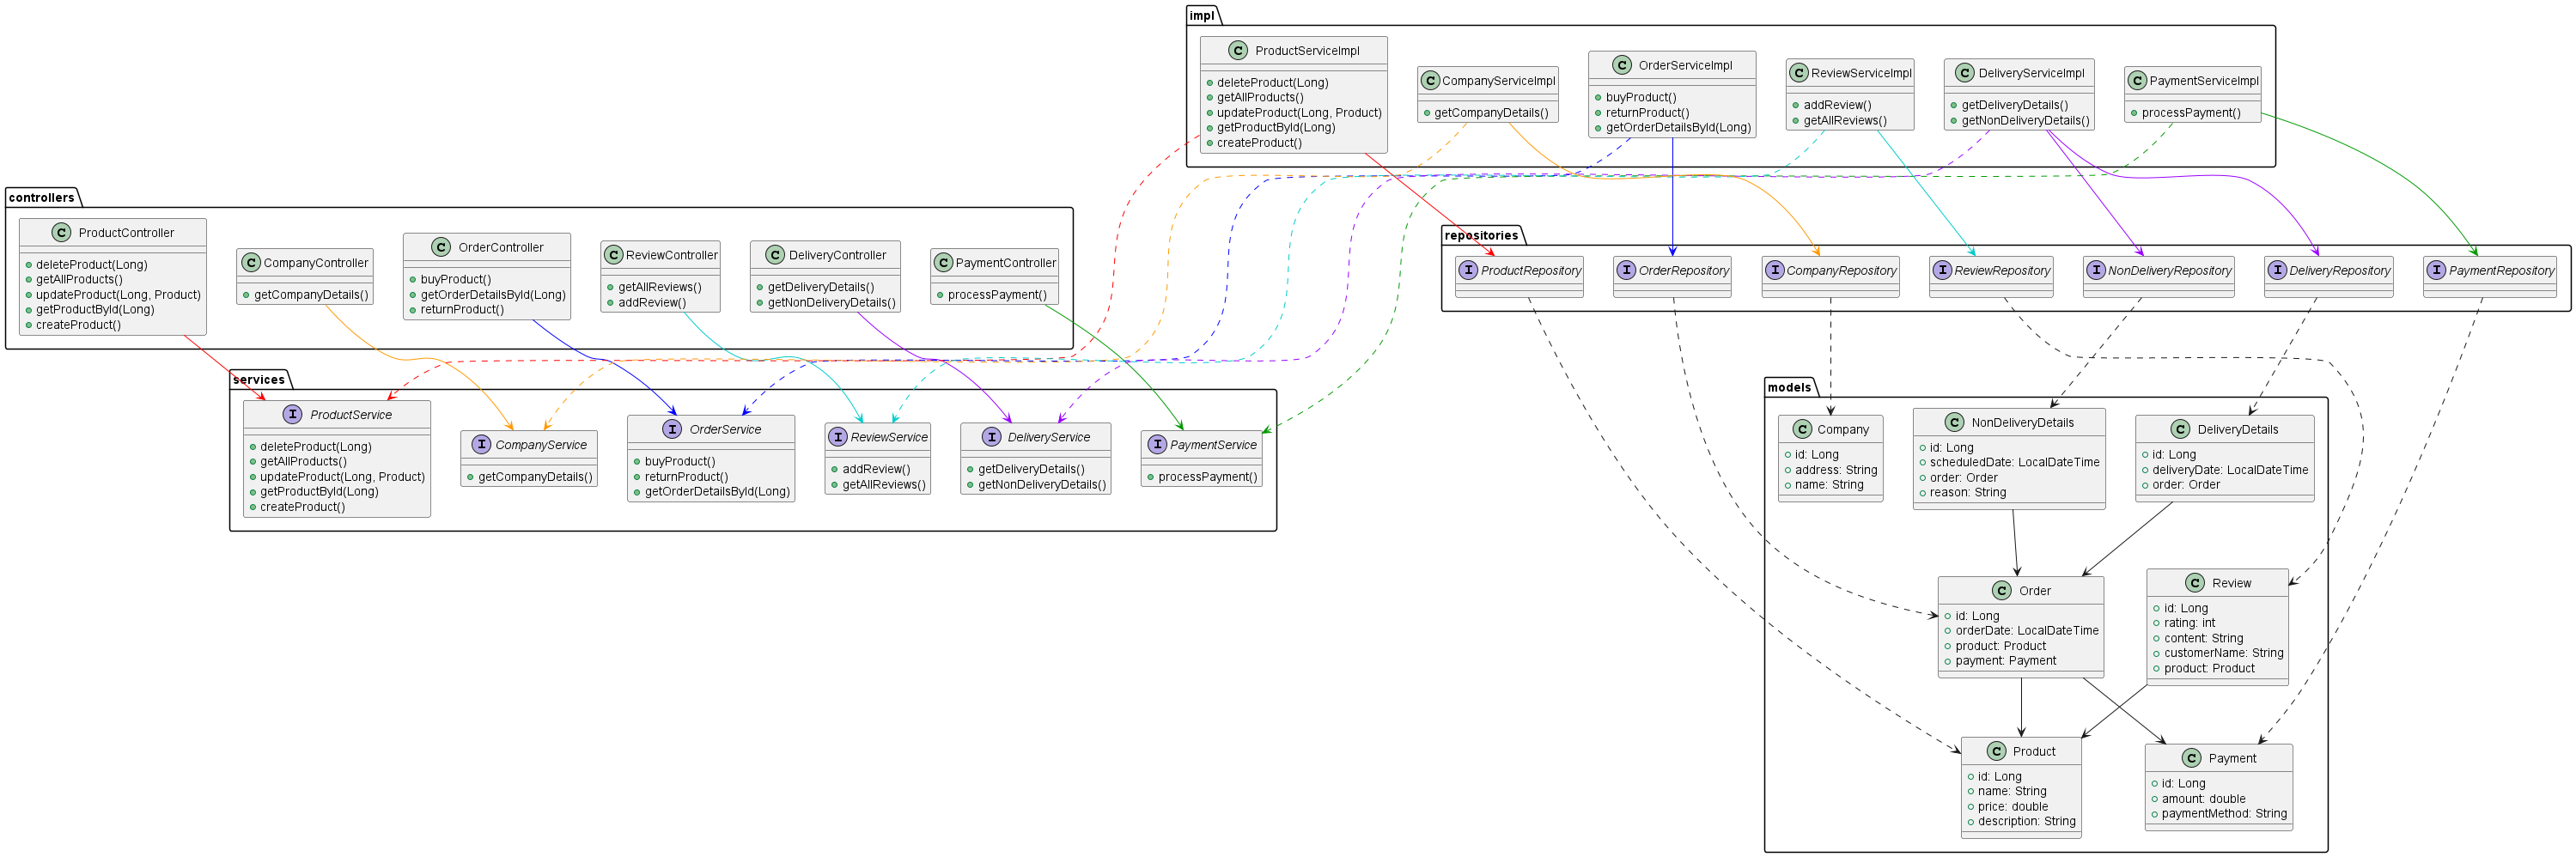 impl
C ProductServiceImpl
deleteProduct(Long)
getAllProducts()
updateProduct(Long, Product)
getProductById(Long)
createProduct()
C CompanyServiceImpl
getCompanyDetails()
C OrderServiceImpl
buyProduct()
returnProduct()
getOrderDetailsById(Long)
C ReviewServiceImpl
addReview()
getAllReviews()
C DeliveryServiceImpl
getDeliveryDetails()
getNonDeliveryDetails()
C PaymentServiceImpl
processPayment()
controllers
C ProductController
deleteProduct(Long)
getAllProducts()
updateProduct(Long, Product)
getProductById(Long)
createProduct()
C CompanyController
getCompanyDetails()
C OrderController
buyProduct()
getOrderDetailsById(Long)
returnProduct()
C ReviewController
getAllReviews()
addReview()
C DeliveryController
getDeliveryDetails()
getNonDeliveryDetails()
C PaymentController
processPayment()
repositories
I ProductRepository
I OrderRepository
I CompanyRepository
I ReviewRepository
I NonDeliveryRepository
I DeliveryRepository
I PaymentRepository
services
I ProductService
deleteProduct(Long)
getAllProducts()
updateProduct(Long, Product)
getProductById(Long)
createProduct()
I CompanyService
getCompanyDetails()
I OrderService
buyProduct()
returnProduct()
getOrderDetailsById(Long)
I ReviewService
addReview()
getAllReviews()
I DeliveryService
getDeliveryDetails()
getNonDeliveryDetails()
I PaymentService
processPayment()
models
C Company
id: Long
address: String
name: String
C NonDeliveryDetails
id: Long
scheduledDate: LocalDateTime
order: Order
reason: String
C DeliveryDetails
id: Long
deliveryDate: LocalDateTime
order: Order
C Order
id: Long
orderDate: LocalDateTime
product: Product
payment: Payment
C Review
id: Long
rating: int
content: String
customerName: String
product: Product
C Product
id: Long
name: String
price: double
description: String
C Payment
id: Long
amount: double
paymentMethod: String